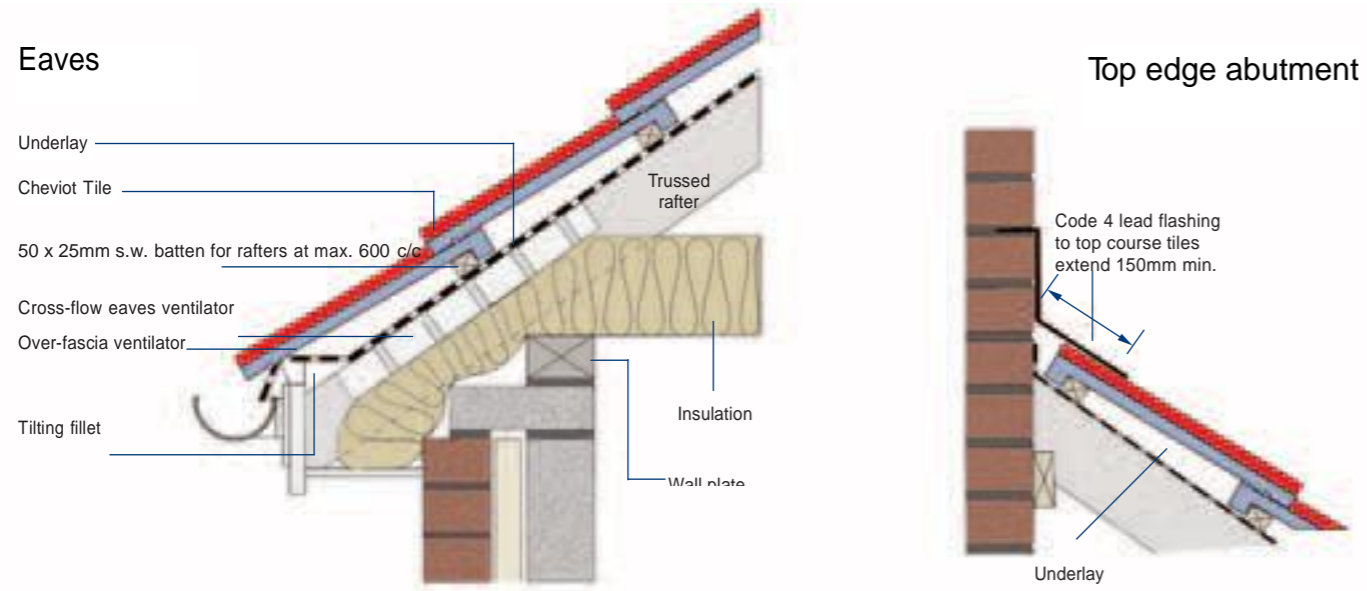 Eaves
Top edge abutment
Underlay
Cheviot Tile
50 x 25mm s.w. batten for rafters at max. 600 c/c
Cross-flow eaves ventilator
Over-fascia ventilator
Tilting fillet
Trussed
rafter
Insulation
Wall plate
Code 4 lead flashing
to top course tiles
extend 150mm min.
Underlay